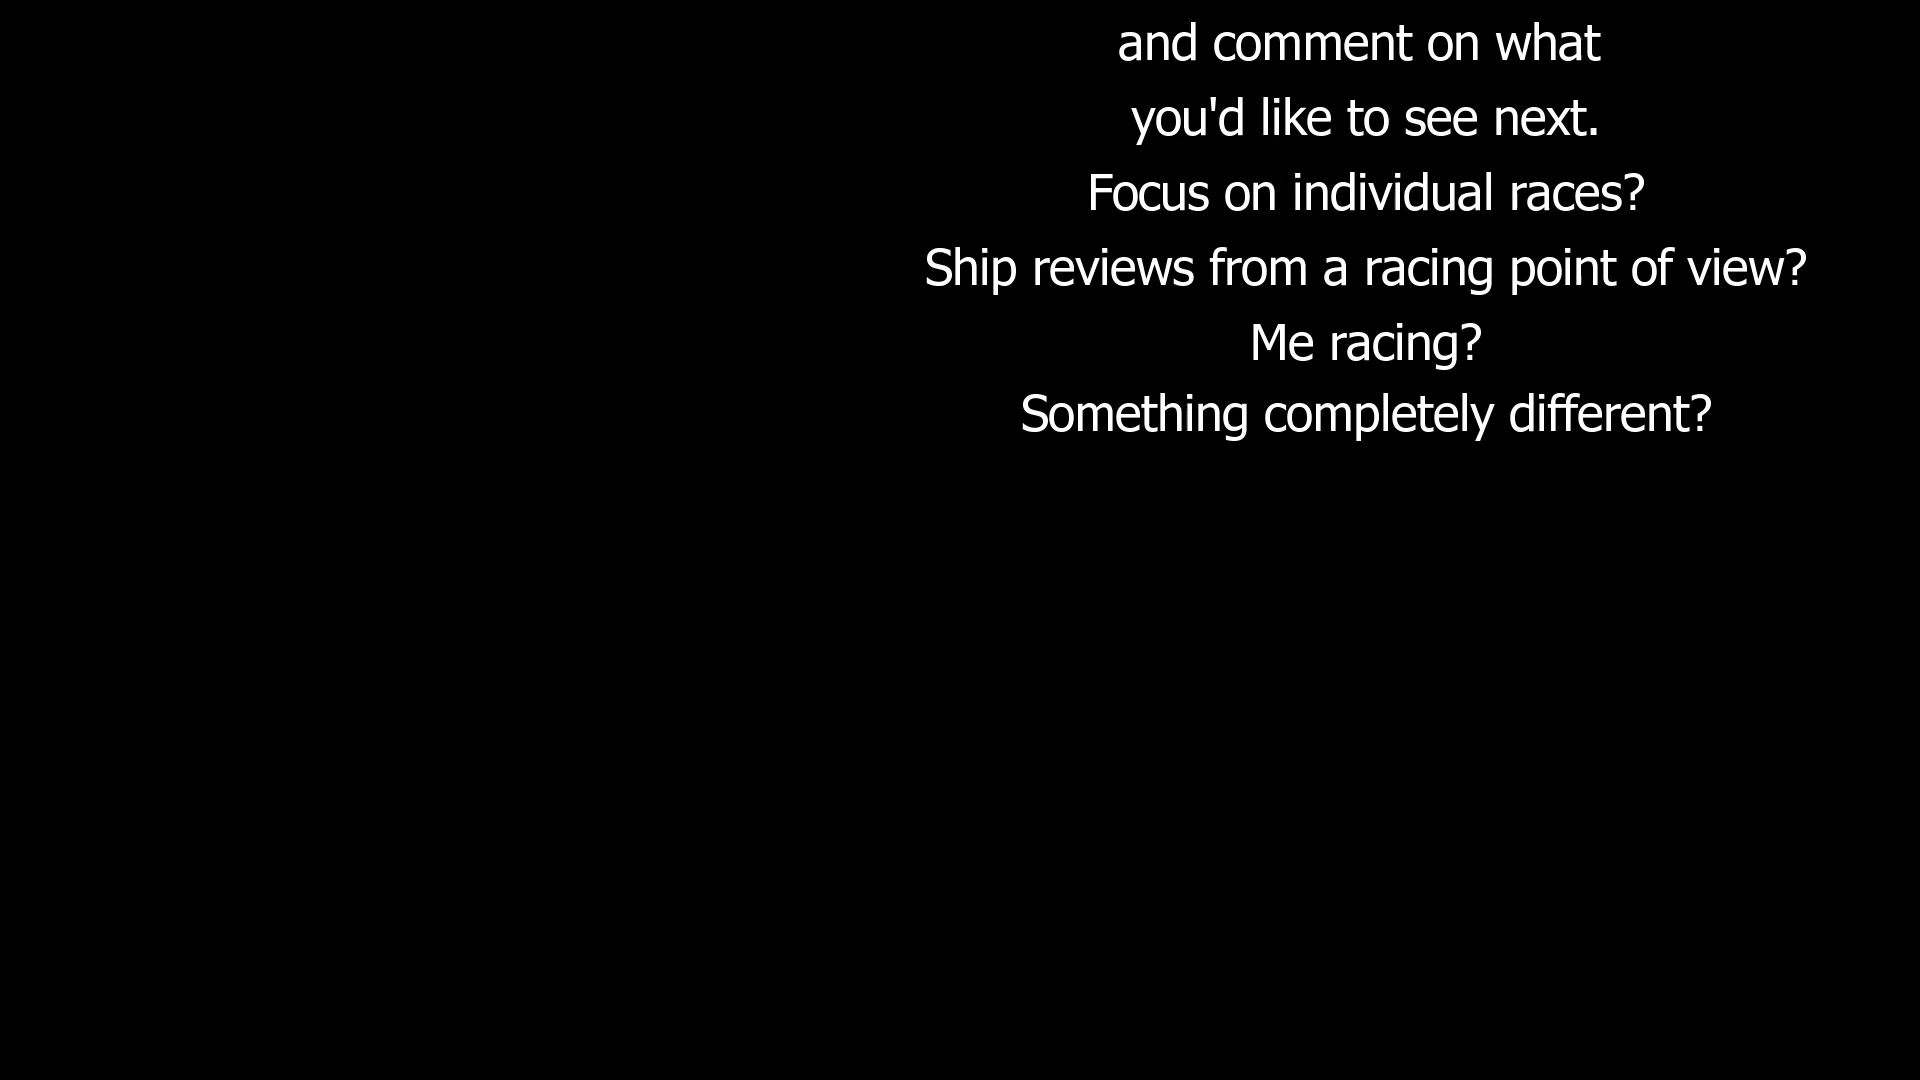 and comment on what
you'd like to see next.
Focus on individual races?
Ship reviews from a racing point of view?
Me racing?
Something completely different?